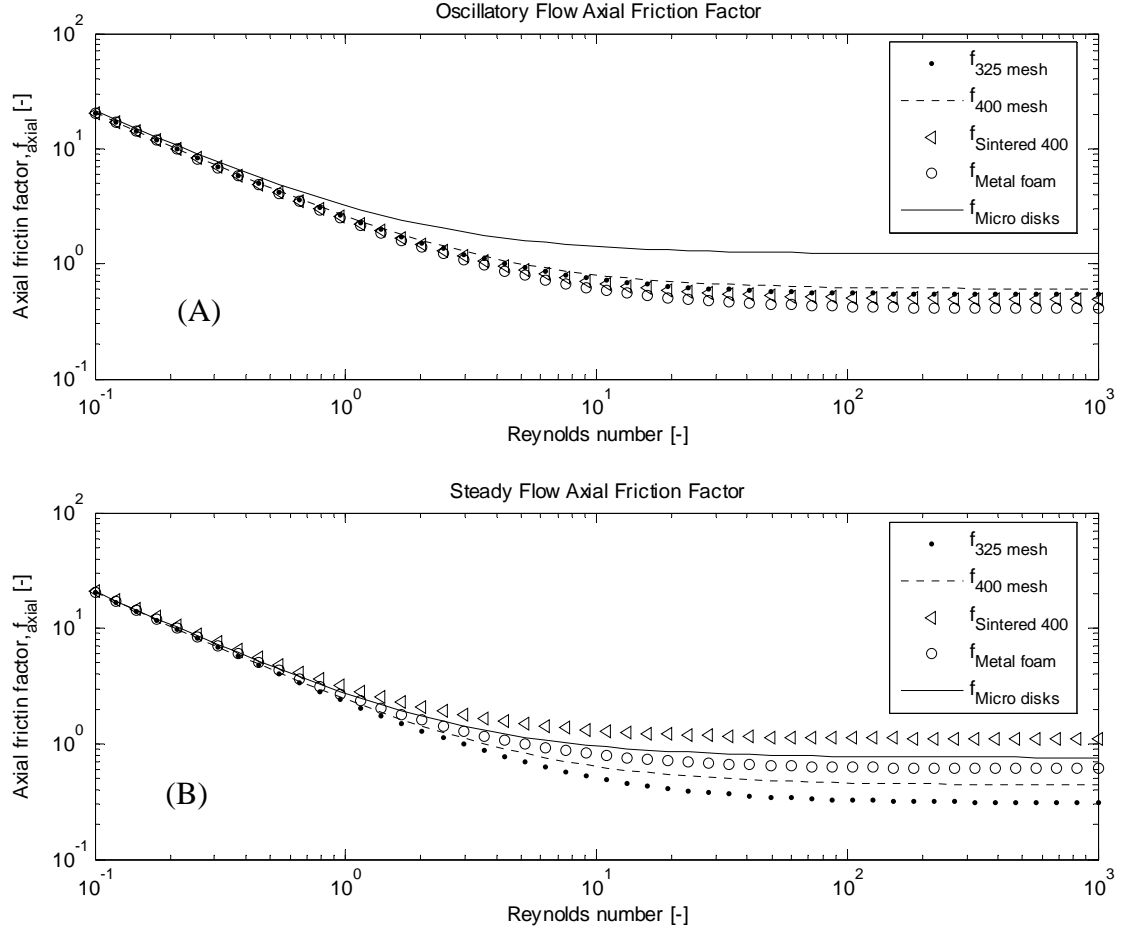 Oscillatory Flow Axial Friction Factor
10^2
10^1
10^0
10^-1
Axial frictin factor, f_axial [-]
f_325 mesh
f_400 mesh
f_Sintered 400
f_Metal foam
f_Micro disks
(A)
10^-1 10^0 10^1 10^2 10^3
Reynolds number [-]
Steady Flow Axial Friction Factor
10^2
10^1
10^0
10^-1
Axial frictin factor, f_axial [-]
f_325 mesh
f_400 mesh
f_Sintered 400
f_Metal foam
f_Micro disks
(B)
10^-1 10^0 10^1 10^2 10^3
Reynolds number [-]